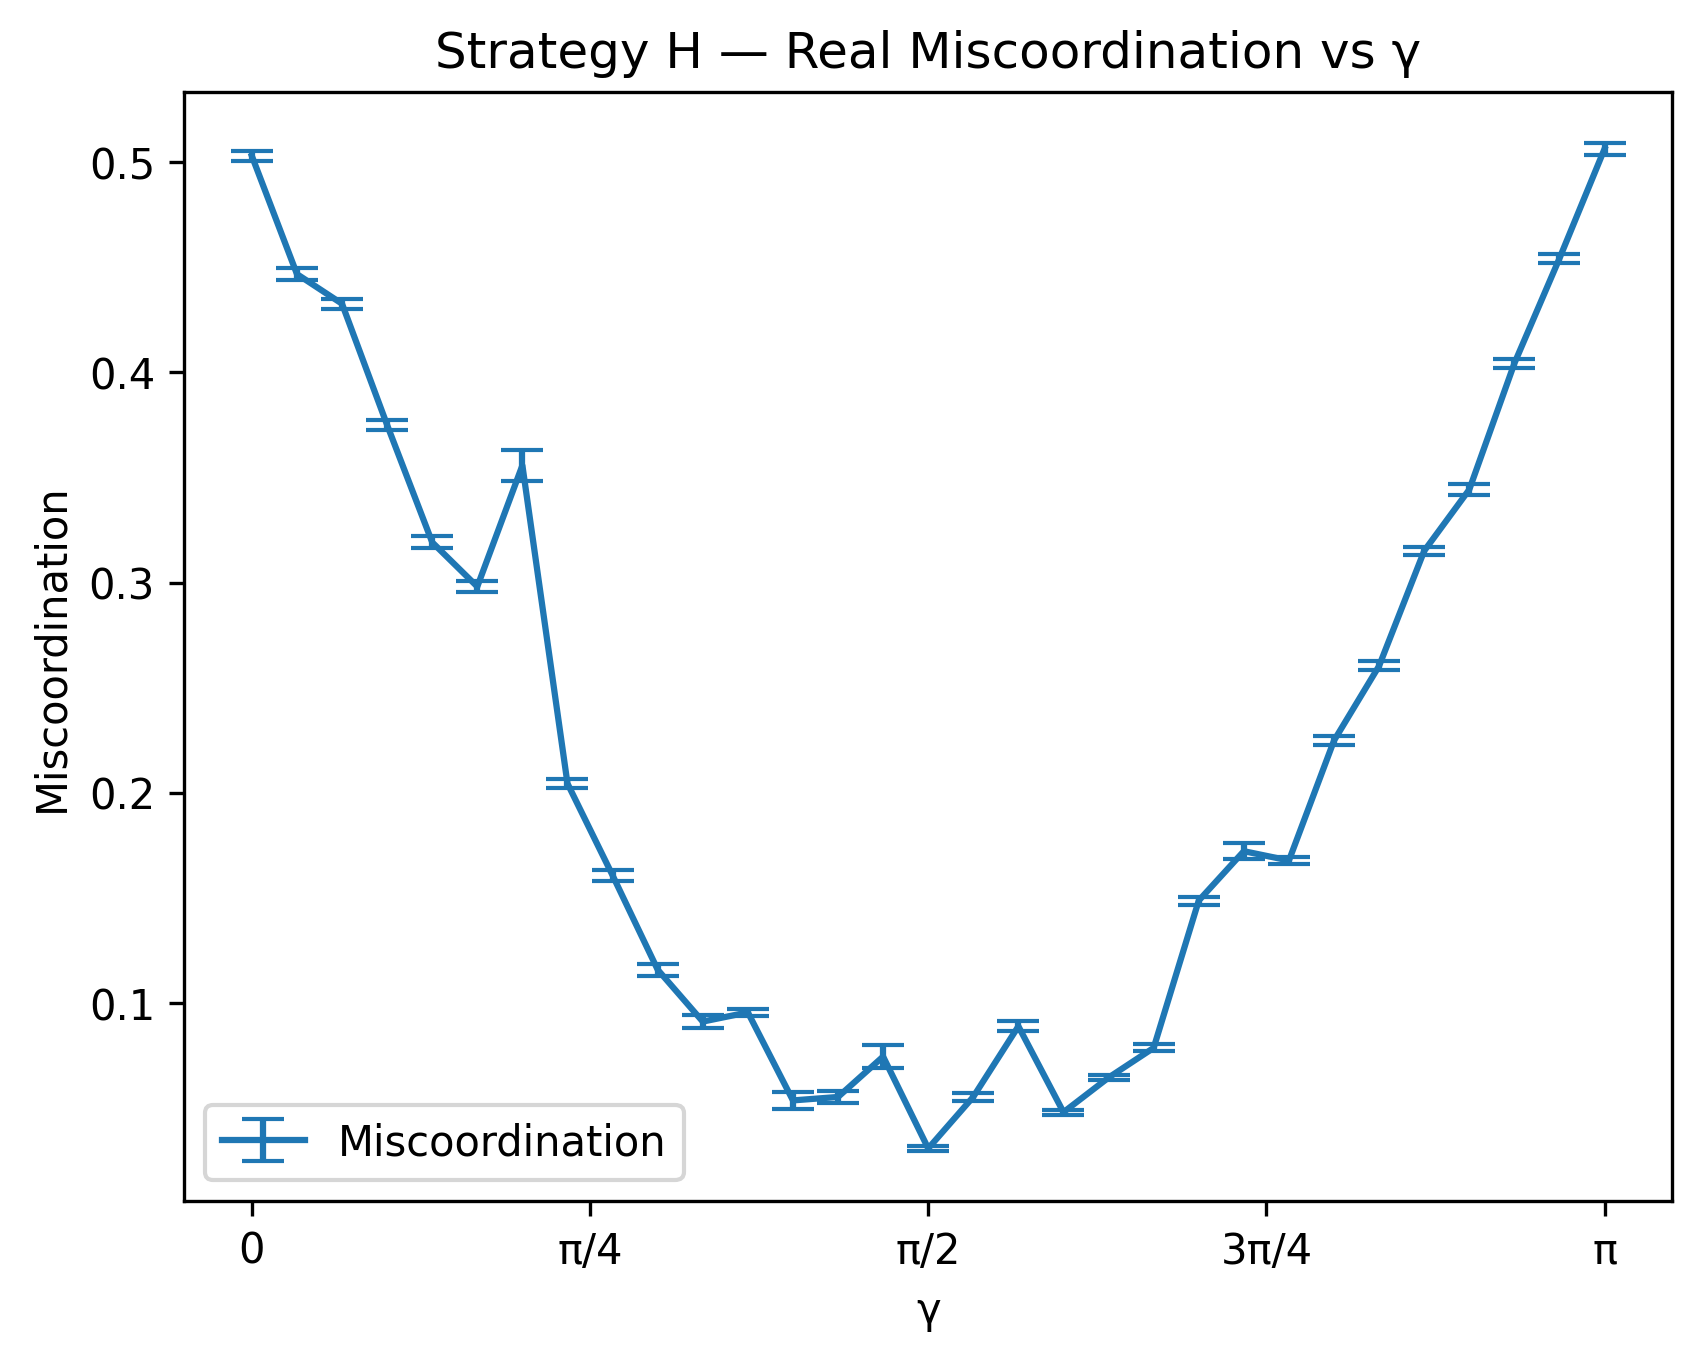 Strategy H — Real Miscoordination vs γ
Miscoordination
0.5
0.4
0.3
0.2
0.1
Miscoordination
0
π/4
π/2
3π/4
π
γ